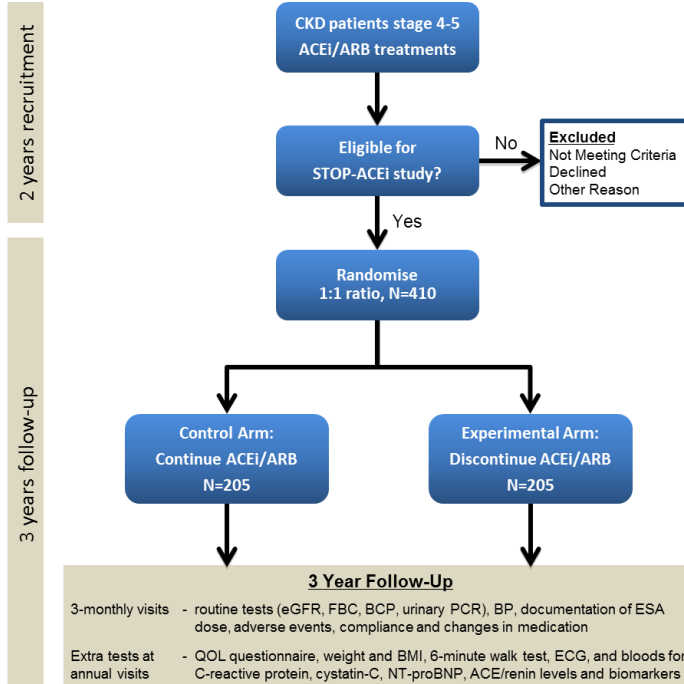 2 years recruitment
CKD patients stage 4-5
ACEi/ARB treatments
Eligible for
STOP-ACEi study?
No
Excluded
Not Meeting Criteria
Declined
Other Reason
Yes
3 years follow-up
Randomise
1:1 ratio, N=410
Control Arm:
Continue ACEi/ARB
N=205
Experimental Arm:
Discontinue ACEi/ARB
N=205
3 Year Follow-Up
3-monthly visits - routine tests (eGFR, FBC, BCP, urinary PCR), BP, documentation of ESA
dose, adverse events, compliance and changes in medication
Extra tests at - QOL questionnaire, weight and BMI, 6-minute walk test, ECG, and bloods for
annual visits C-reactive protein, cystatin-C, NT-proBNP, ACE/renin levels and biomarkers